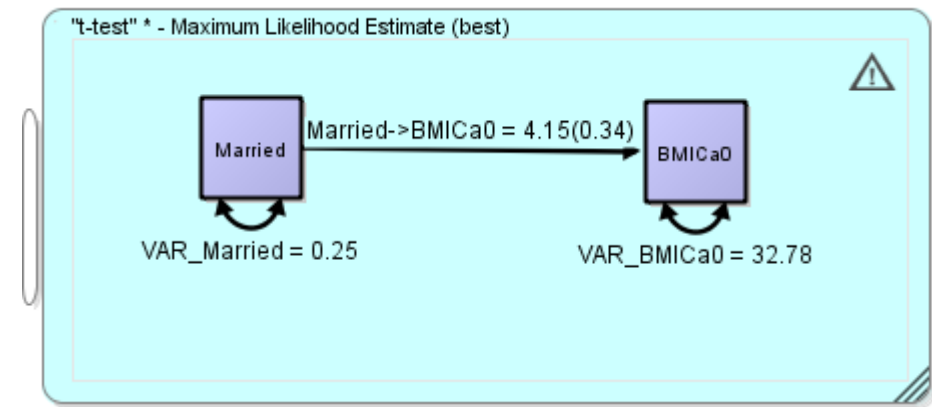 "t-test" * - Maximum Likelihood Estimate (best)
Married->BMICa0 = 4.15(0.34)
Married
BMICa0
VAR_Married = 0.25
VAR_BMICa0 = 32.78